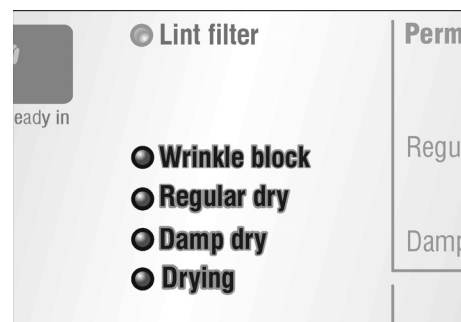 Lint filter
Perm
eady in
Wrinkle block
Regu
Regular dry
Damp dry
Damp
Drying